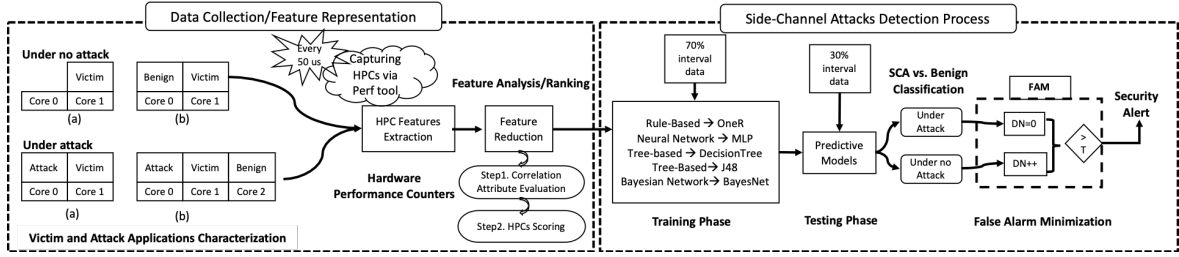 Data Collection/Feature Representation
Under no attack
Victim
Core 0 Core 1
(a)
Benign Victim
Core 0 Core 1
(b)
Under attack
Attack Victim
Core 0 Core 1
(a)
Attack Victim Benign
Core 0 Core 1 Core 2
(b)
Victim and Attack Applications Characterization
Every
50 us
Capturing
HPCs via
Perf tool
HPC Features
Extraction
Hardware
Performance Counters
Feature Analysis/Ranking
Feature
Reduction
Step1. Correlation
Attribute Evaluation
Step2. HPCs Scoring
Side-Channel Attacks Detection Process
70%
interval
data
Rule-Based→ OneR
Neural Network→ MLP
Tree-based → DecisionTree
Tree-Based→ J48
Bayesian Network→ BayesNet
Training Phase
30%
interval
data
Predictive
Models
Testing Phase
SCA vs. Benign
Classification
Under
Attack
Under no
Attack
FAM
DN=0
DN++
>
T
False Alarm Minimization
Security
Alert